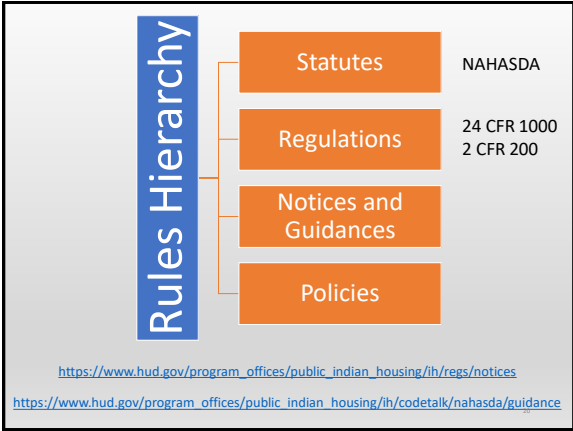 Rules Hierarchy
Statutes
NAHASDA
Regulations
24 CFR 1000
2 CFR 200
Notices and
Guidances
Policies
https://www.hud.gov/program_offices/public_indian_housing/ih/regs/notices
https://www.hud.gov/program_offices/public_indian_housing/ih/codetalk/nahasda/guidance